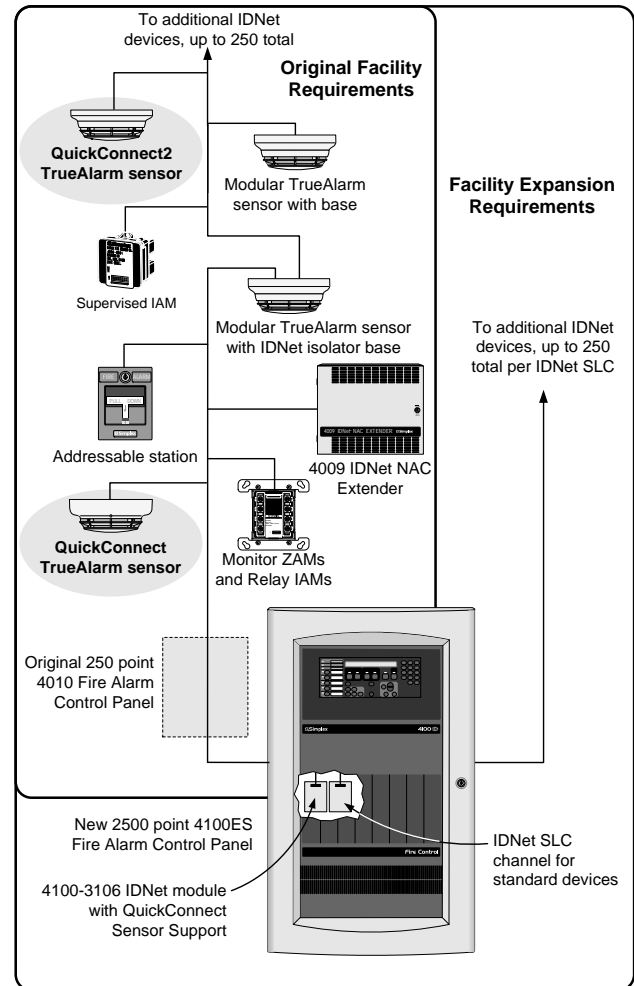 To additional IDNet
devices, up to 250 total
Original Facility
Requirements
QuickConnect2
TrueAlarm sensor
Modular TrueAlarm
sensor with base
Facility Expansion
Requirements
Supervised IAM
Modular TrueAlarm sensor
with IDNet isolator base
To additional IDNet
devices, up to 250
total per IDNet SLC
FIRE
PULL DOWN
Addressable station
4009 IDNet NAC EXTENDER
Simplex
4009 IDNet NAC
Extender
QuickConnect
TrueAlarm sensor
Monitor ZAMs
and Relay IAMs
Original 250 point
4010 Fire Alarm
Control Panel
Simplex
4100
New 2500 point 4100ES
Fire Alarm Control Panel
Fire Control
IDNet SLC
channel for
standard devices
4100-3106 IDNet module
with QuickConnect
Sensor Support